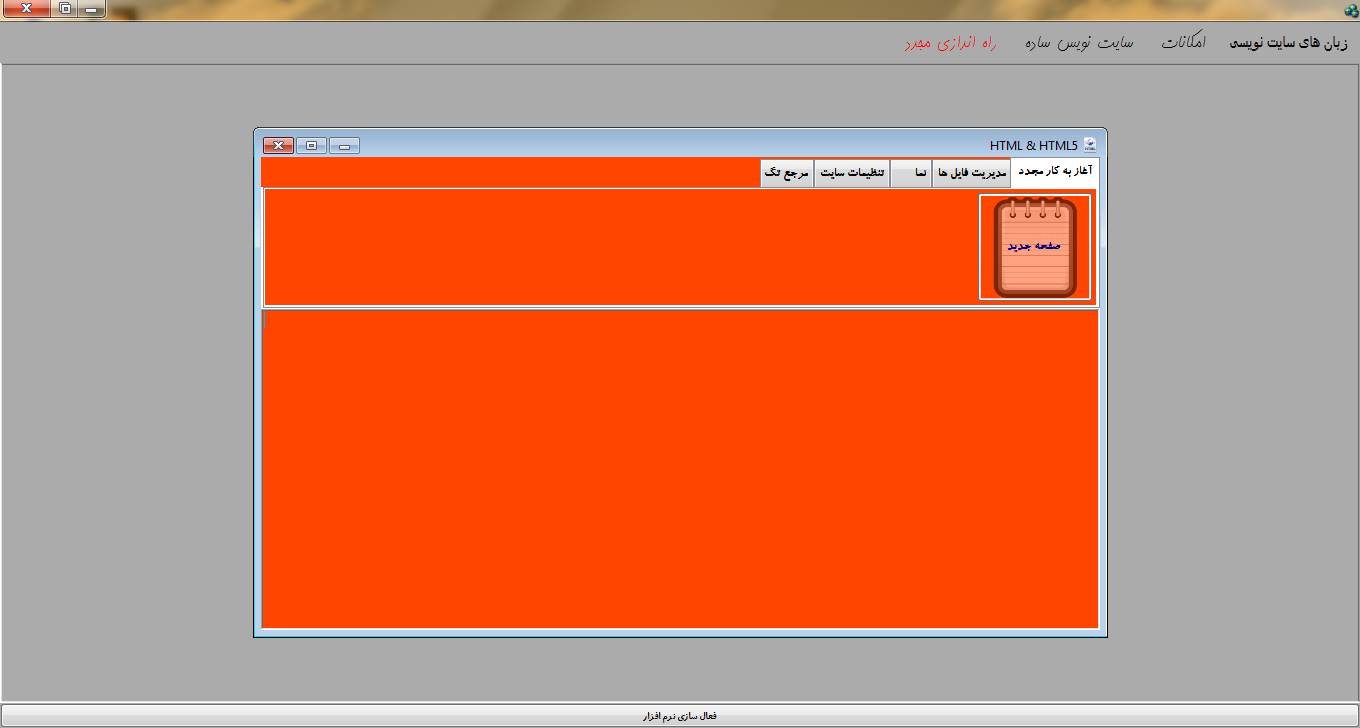 زبان های سایت نویسی
امکانات
سایت نویس ساده
راه اندازی مجدد
HTML & HTML5
آغاز به کار مجدد
مدیریت فایل ها
نما
تنظیمات سایت
مرجع تگ
صفحه جدید
فعال سازی نرم افزار